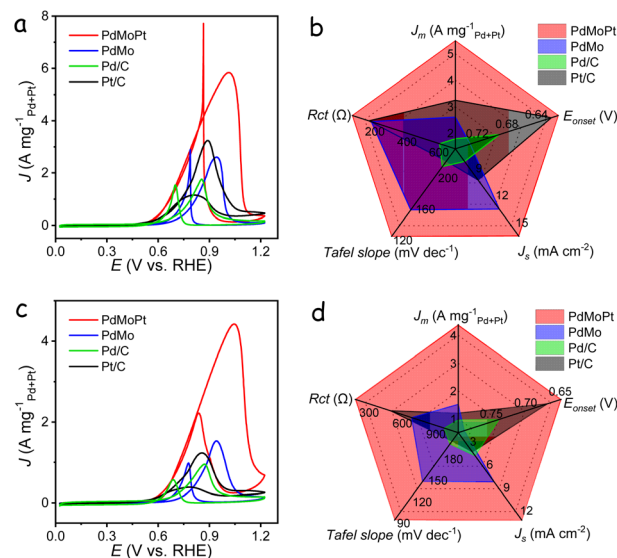 a
8
6
4
2
0
J (A mg⁻¹Pd+Pt)
PdMoPt
PdMo
Pd/C
Pt/C
0.0 0.3 0.6 0.9 1.2
E (V vs. RHE)
b
Jm (A mg⁻¹Pd+Pt)
PdMoPt
PdMo
Pd/C
Pt/C
5
4
3
2
Rct (Ω)
200
400
600
0.64
0.68
0.72
Eonset (V)
200
160
120
12
15
Tafel slope (mV dec⁻¹)
Js (mA cm⁻²)
c
4
3
2
1
0
J (A mg⁻¹Pd+Pt)
PdMoPt
PdMo
Pd/C
Pt/C
0.0 0.3 0.6 0.9 1.2
E (V vs. RHE)
d
Jm (A mg⁻¹Pd+Pt)
PdMoPt
PdMo
Pd/C
Pt/C
4
3
2
1
Rct (Ω)
300
600
900
0.65
0.70
0.75
Eonset (V)
180
150
120
90
3
6
9
12
Tafel slope (mV dec⁻¹)
Js (mA cm⁻²)